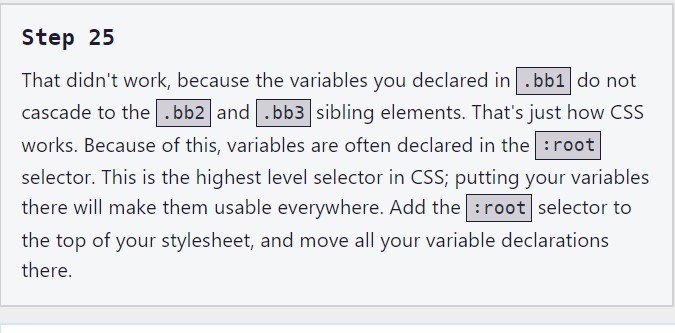 Step 25
That didn't work, because the variables you declared in .bb1 do not
cascade to the .bb2 and .bb3 sibling elements. That's just how CSS
works. Because of this, variables are often declared in the :root
selector. This is the highest level selector in CSS; putting your variables
there will make them usable everywhere. Add the :root selector to
the top of your stylesheet, and move all your variable declarations
there.